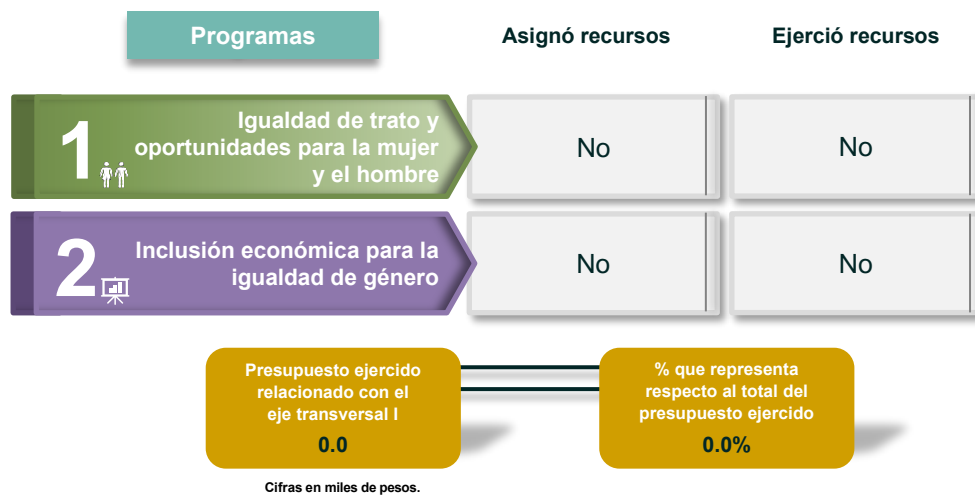 Programas
Asignó recursos
Ejerció recursos
1
Igualdad de trato y
oportunidades para la mujer
y el hombre
No
No
2
Inclusión económica para la
igualdad de género
No
No
Presupuesto ejercido
relacionado con el
eje transversal I
0.0
% que representa
respecto al total del
presupuesto ejercido
0.0%
Cifras en miles de pesos.